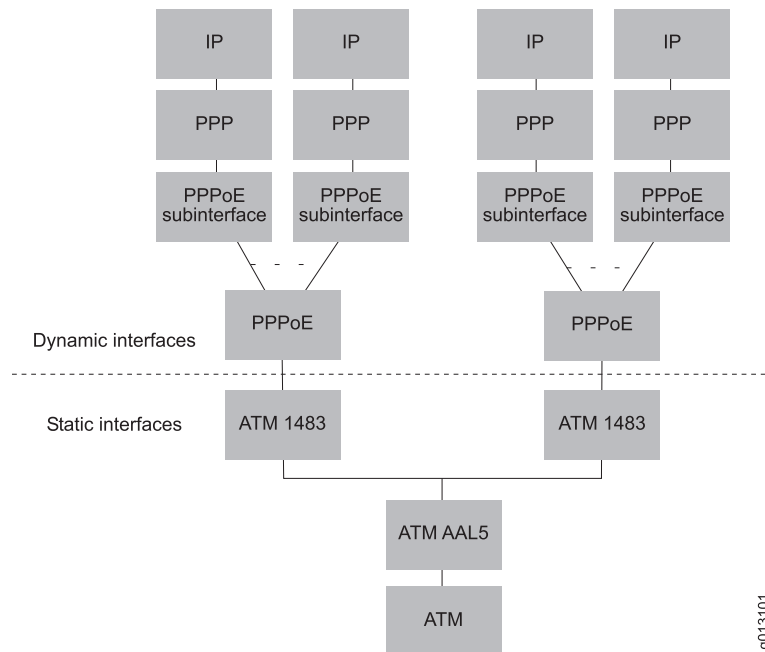 IP
IP
IP
IP
PPP
PPP
PPP
PPP
PPPoE
subinterface
PPPoE
subinterface
PPPoE
subinterface
PPPoE
subinterface
PPPoE
PPPoE
Dynamic interfaces
Static interfaces
ATM 1483
ATM 1483
ATM AAL5
ATM
g013101